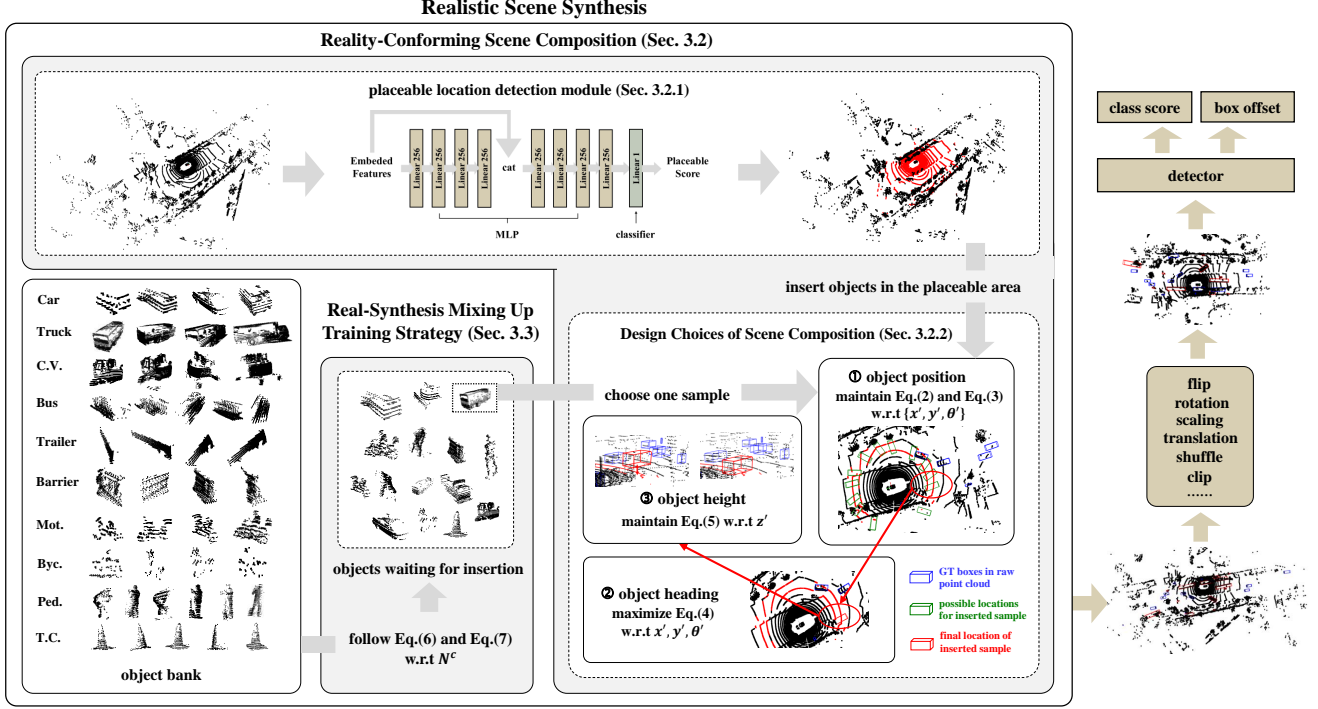 Realistic Scene Synthesis
Reality-Conforming Scene Composition (Sec. 3.2)
placeable location detection module (Sec. 3.2.1)
Embeded
Features
Linear 256
Linear 256
Linear 256
Linear 256
cat
Linear 256
Linear 256
Linear 256
Linear 256
Linear 1
Placeable
Score
MLP
classifier
insert objects in the placeable area
Car
Truck
C.V.
Bus
Trailer
Barrier
Mot.
Byc.
Ped.
T.C.
object bank
Real-Synthesis Mixing Up
Training Strategy (Sec. 3.3)
objects waiting for insertion
follow Eq.(6) and Eq.(7)
w.r.t N^c
choose one sample
Design Choices of Scene Composition (Sec. 3.2.2)
① object position
maintain Eq.(2) and Eq.(3)
w.r.t {x′, y′, θ′}
③ object height
maintain Eq.(5) w.r.t z′
② object heading
maximize Eq.(4)
w.r.t x′, y′, θ′
GT boxes in raw
point cloud
possible locations
for inserted sample
final location of
inserted sample
class score
box offset
detector
flip
rotation
scaling
translation
shuffle
clip
……